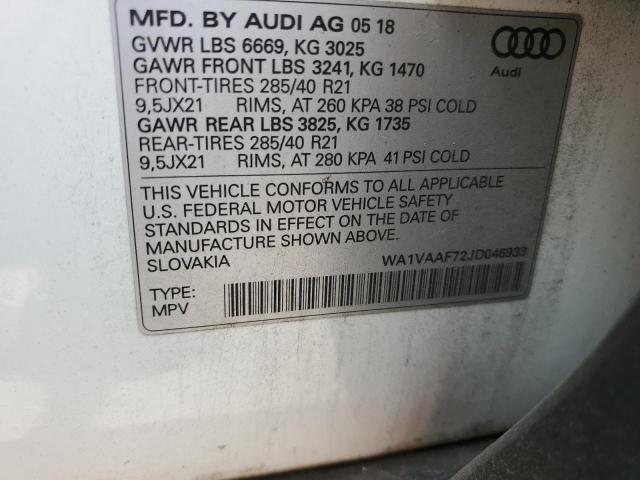 MFD. BY AUDI AG 05 18
GVWR LBS 6669, KG 3025
GAWR FRONT LBS 3241, KG 1470
FRONT-TIRES 285/40 R21
9,5JX21 RIMS, AT 260 KPA 38 PSI COLD
GAWR REAR LBS 3825, KG 1735
REAR-TIRES 285/40 R21
9,5JX21 RIMS, AT 280 KPA 41 PSI COLD
Audi
THIS VEHICLE CONFORMS TO ALL APPLICABLE
U.S. FEDERAL MOTOR VEHICLE SAFETY
STANDARDS IN EFFECT ON THE DATE OF
MANUFACTURE SHOWN ABOVE.
SLOVAKIA WA1VAAF72JD046933
TYPE:
MPV